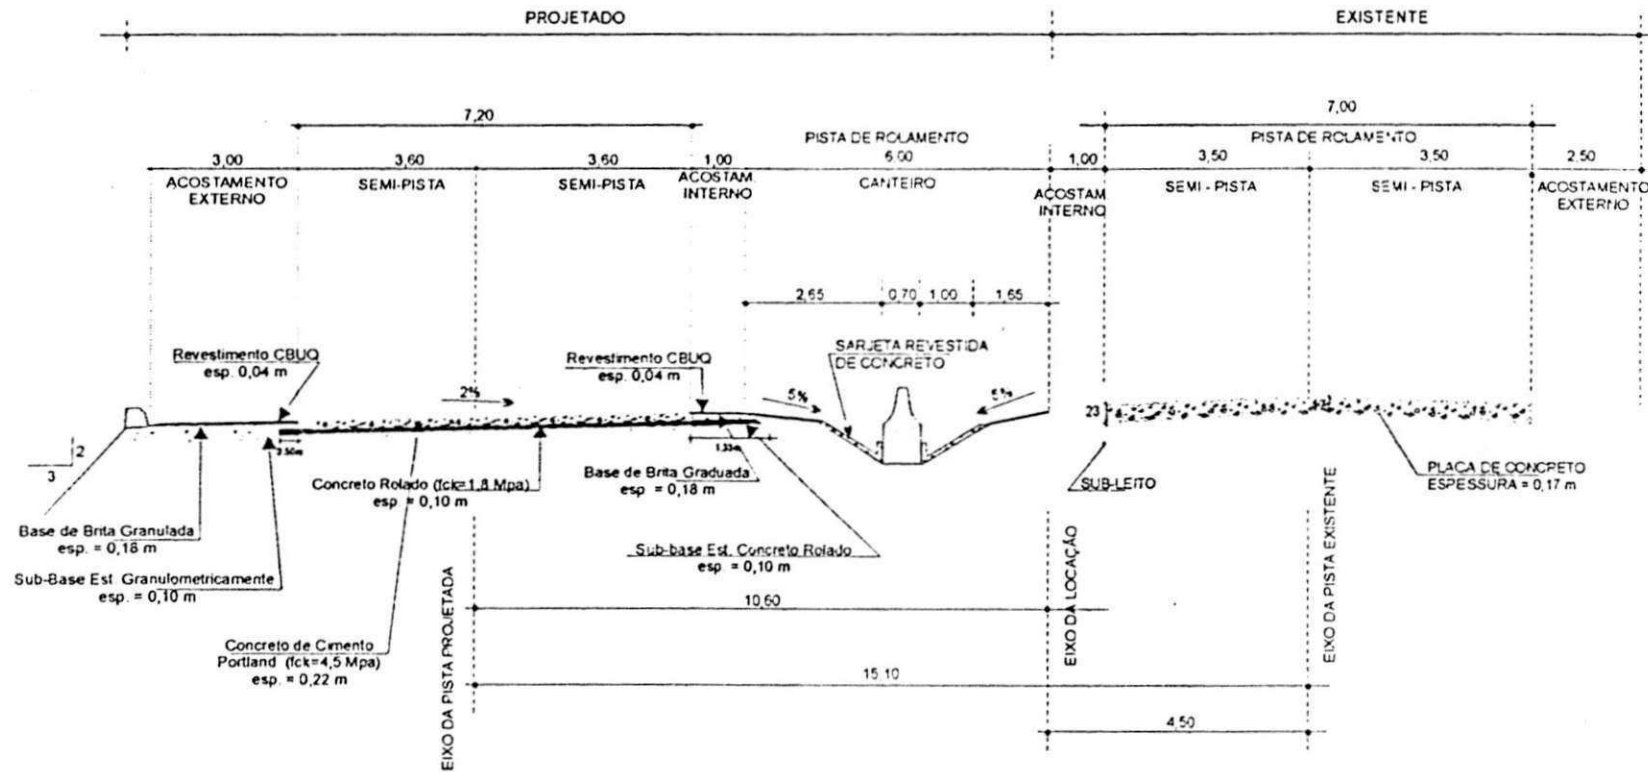 PROJETADO
EXISTENTE
7,20
7,00
PISTA DE ROLAMENTO
PISTA DE ROLAMENTO
3,00
3,60
3,60
1,00
6,00
1,00
3,50
3,50
2,50
ACOSTAMENTO
EXTERNO
SEMI-PISTA
SEMI-PISTA
ACOSTAM
INTERNO
CANTEIRO
ACOSTAM
INTERNO
SEMI - PISTA
SEMI - PISTA
ACOSTAMENTO
EXTERNO
2,65
0,70
1,00
1,65
Revestimento CBUQ
esp. 0,04 m
Revestimento CBUQ
esp. 0,04 m
SARJETA REVESTIDA
DE CONCRETO
2%
5%
5%
23
2
3
2.50m
1,35m
Concreto Rolado (fck=1,8 Mpa)
esp = 0,10 m
Base de Brita Graduada
esp = 0,18 m
SUB-LEITO
PLACA DE CONCRETO
ESPESSURA = 0,17 m
Base de Brita Granulada
esp. = 0,18 m
Sub-Base Est. Granulometricamente
esp. = 0,10 m
Sub-base Est. Concreto Rolado
esp. = 0,10 m
Concreto de Cimento
Portland (fck=4,5 Mpa)
esp. = 0,22 m
EIXO DA PISTA PROJETADA
EIXO DA LOCAÇÃO
EIXO DA PISTA EXISTENTE
10,60
15,10
4,50